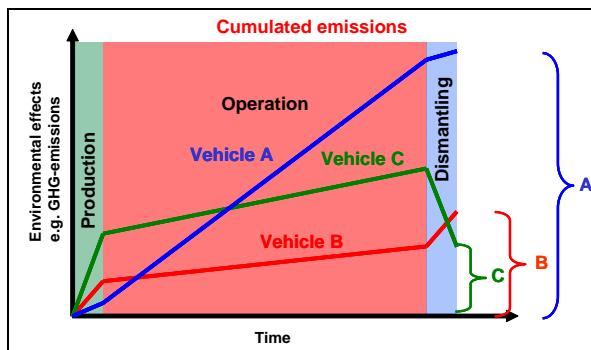 Cumulated emissions
Environmental effects
e.g. GHG-emissions
Production
Operation
Dismantling
Vehicle A
Vehicle C
Vehicle B
A
B
C
Time